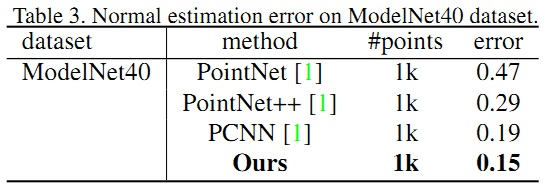 Table 3. Normal estimation error on ModelNet40 dataset.
dataset method #points error
ModelNet40 PointNet [1] 1k 0.47
PointNet++ [1] 1k 0.29
PCNN [1] 1k 0.19
Ours 1k 0.15